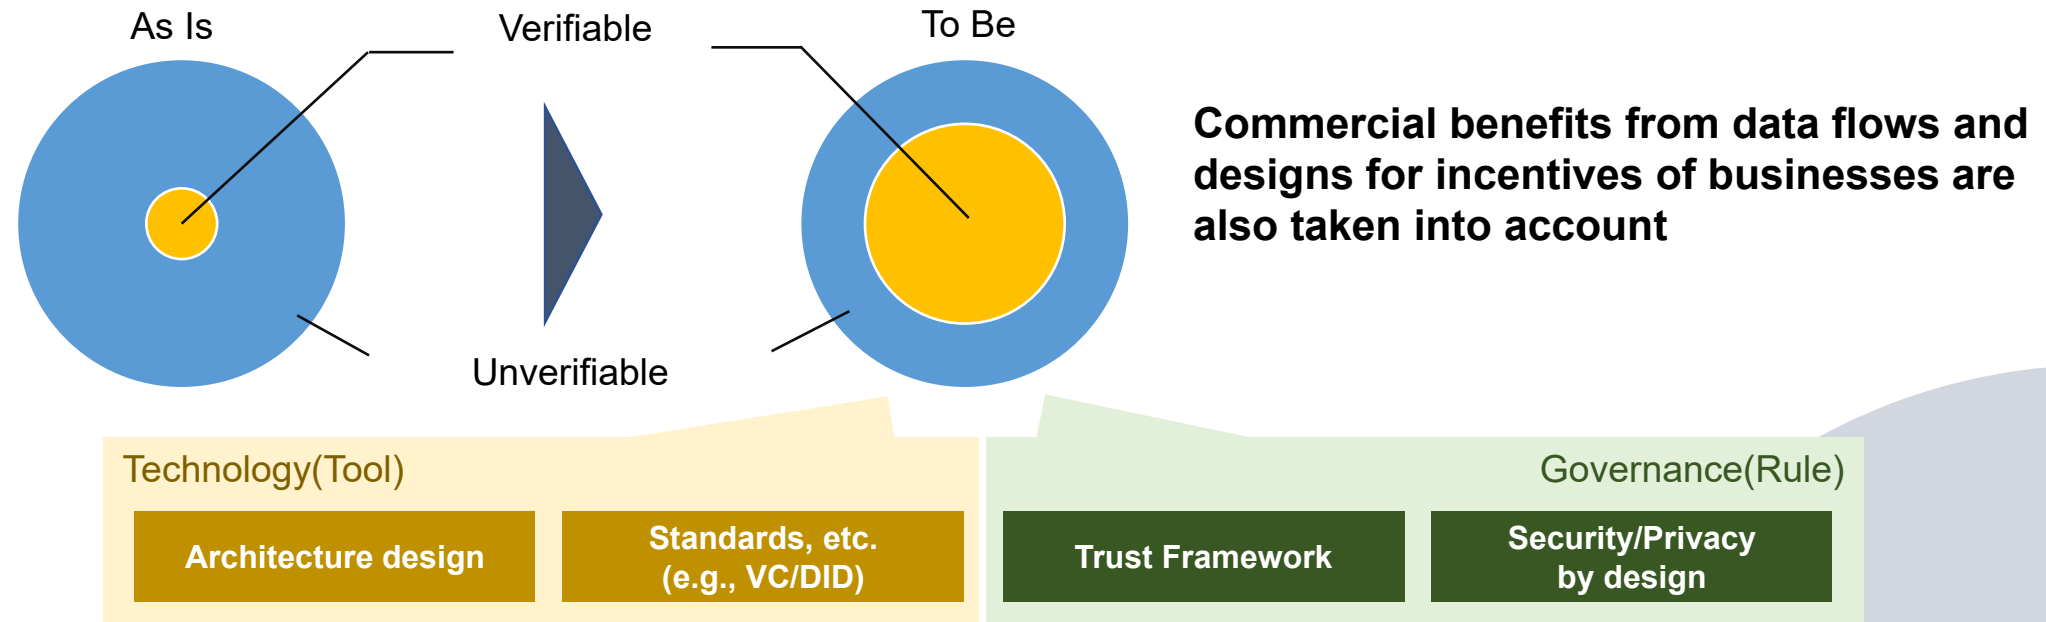 As Is
Verifiable
To Be
Commercial benefits from data flows and
designs for incentives of businesses are
also taken into account
Unverifiable
Technology(Tool)
Governance(Rule)
Architecture design
Standards, etc.
(e.g., VC/DID)
Trust Framework
Security/Privacy
by design